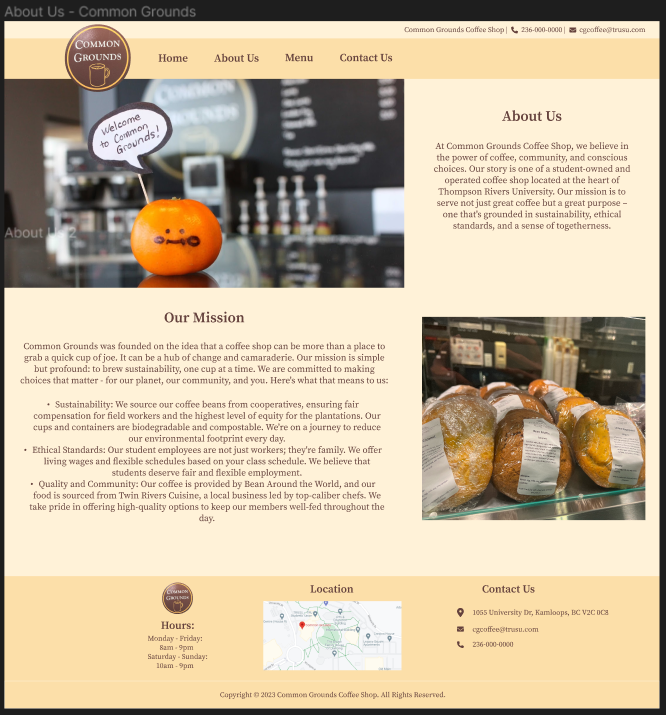 About Us - Common Grounds
Common Grounds Coffee Shop | 236-000-0000 | cgcoffee@trusu.com
COMMON
GROUNDS
Home About Us Menu Contact Us
Welcome
to Common
Grounds!
About Us
At Common Grounds Coffee Shop, we believe in
the power of coffee, community, and conscious
choices. Our story is one of a student-owned and
operated coffee shop located at the heart of
Thompson Rivers University. Our mission is to
serve not just great coffee but a great purpose –
one that's grounded in sustainability, ethical
standards, and a sense of togetherness.
About Us 2
Our Mission
Common Grounds was founded on the idea that a coffee shop can be more than a place to
grab a quick cup of joe. It can be a hub of change and camaraderie. Our mission is simple
but profound: to brew sustainability, one cup at a time. We are committed to making
choices that matter - for our planet, our community, and you. Here's what that means to us:
• Sustainability: We source our coffee beans from cooperatives, ensuring fair
compensation for field workers and the highest level of equity for the plantations. Our
cups and containers are biodegradable and compostable. We're on a journey to reduce
our environmental footprint every day.
• Ethical Standards: Our student employees are not just workers; they're family. We offer
living wages and flexible schedules based on your class schedule. We believe that
students deserve fair and flexible employment.
• Quality and Community: Our coffee is provided by Bean Around the World, and our
food is sourced from Twin Rivers Cuisine, a local business led by top-caliber chefs. We
take pride in offering high-quality options to keep our members well-fed throughout the
day.
COMMON
GROUNDS
Hours:
Monday - Friday:
8am - 9pm
Saturday - Sunday:
10am - 9pm
Location
Contact Us
1055 University Dr, Kamloops, BC V2C 0C8
cgcoffee@trusu.com
236-000-0000
Copyright © 2023 Common Grounds Coffee Shop. All Rights Reserved.